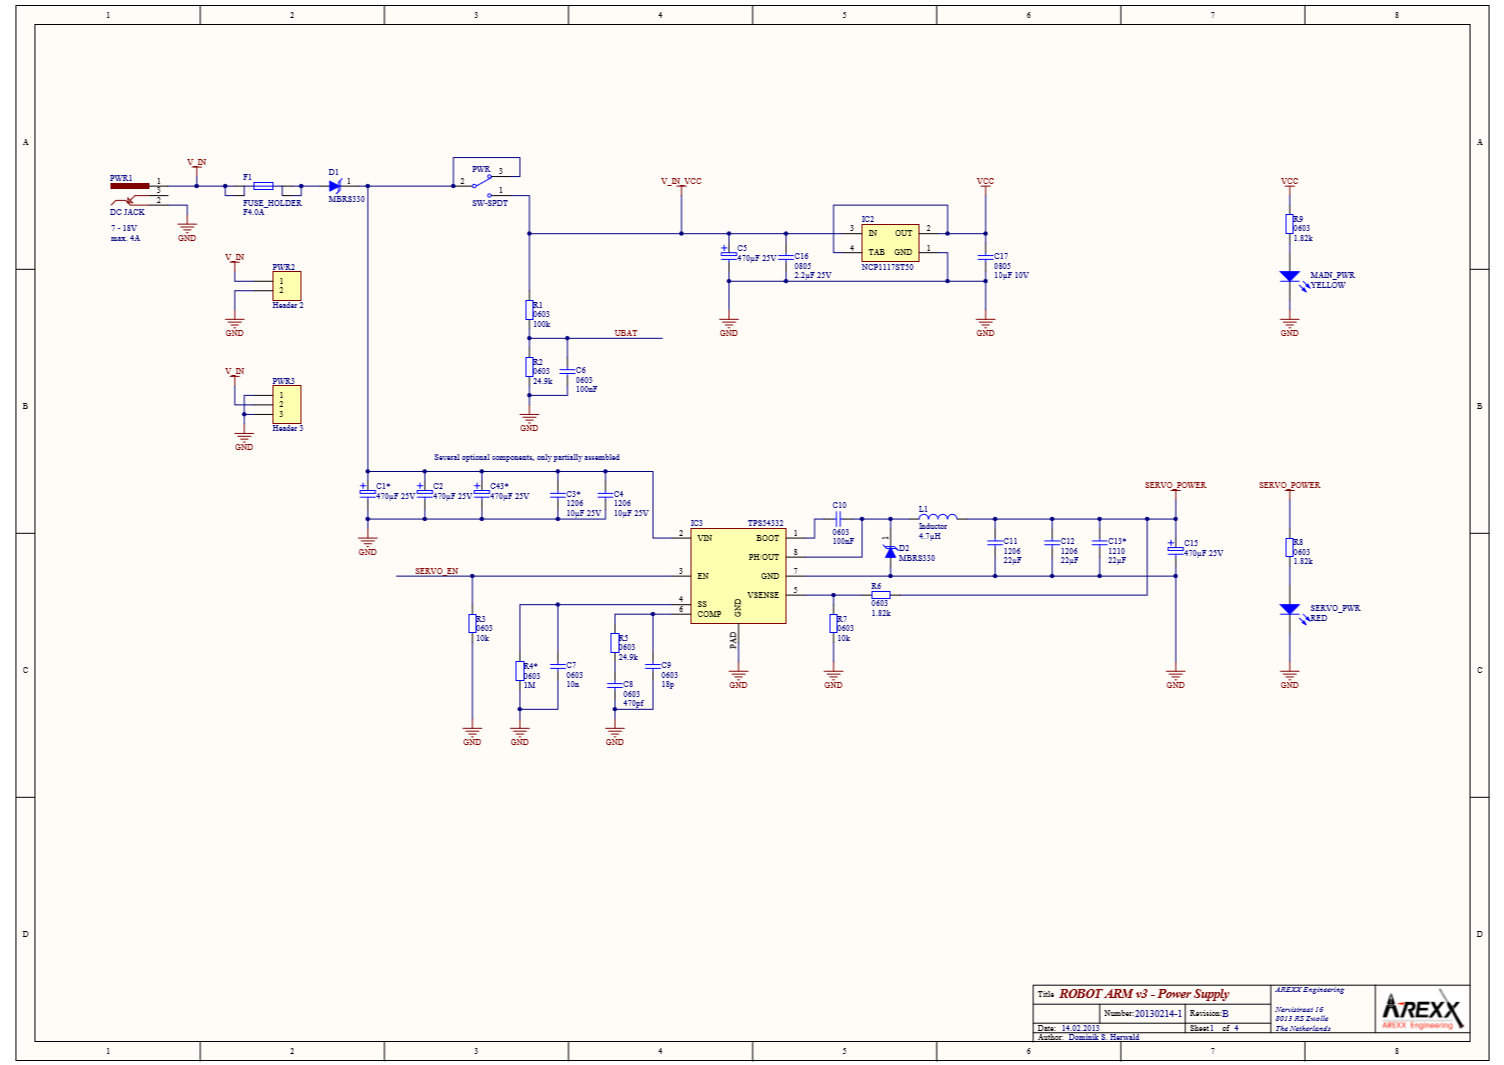 1 2 3 4 5 6 7 8
A A
B B
C C
D D
PWR1
1
3
2
DC JACK
7 - 18V
max. 4A
GND
V_IN
F1
FUSE_HOLDER
F4.0A
D1
1
MBRS330
PWR
2
3
1
SW-SPDT
V_IN
PWR2
1
2
Header 2
GND
V_IN
PWR3
1
2
3
Header 3
GND
R1
0603
100k
UBAT
R2
0603
24.9k
C6
0603
100nF
GND
V_IN_VCC
C5
470µF 25V
C16
0805
2.2µF 25V
GND
IC2
3 IN OUT 2
4 TAB GND 1
NCP1117ST50
VCC
C17
0805
10µF 10V
GND
VCC
R9
0603
1.82k
MAIN_PWR
YELLOW
GND
Several optional components, only partially assembled
C1*
470µF 25V
C2
470µF 25V
C43*
470µF 25V
C3*
1206
10µF 25V
C4
1206
10µF 25V
GND
SERVO_EN
R3
0603
10k
GND
R4*
0603
1M
C7
0603
10n
GND
R5
0603
24.9k
C8
0603
470pf
C9
0603
18p
GND
IC3 TPS54332
2 VIN BOOT 1
PH/OUT 8
3 EN GND 7
VSENSE 5
4 SS
6 COMP
GND
PAD
GND
C10
0603
100nF
1
D2
MBRS330
L1
Inductor
4.7µH
C11
1206
22µF
C12
1206
22µF
C13*
1210
22µF
R6
0603
1.82k
R7
0603
10k
GND
SERVO_POWER
C15
470µF 25V
GND
SERVO_POWER
R8
0603
1.82k
SERVO_PWR
RED
GND
Title ROBOT ARM v3 - Power Supply
Number:20130214-1 Revision:B
Date: 14.02.2013 Sheet1 of 4
Author: Dominik S. Herwald
AREXX Engineering
Nervistraat 16
8013 RS Zwolle
The Netherlands
AREXX
AREXX Engineering
1 2 3 4 5 6 7 8